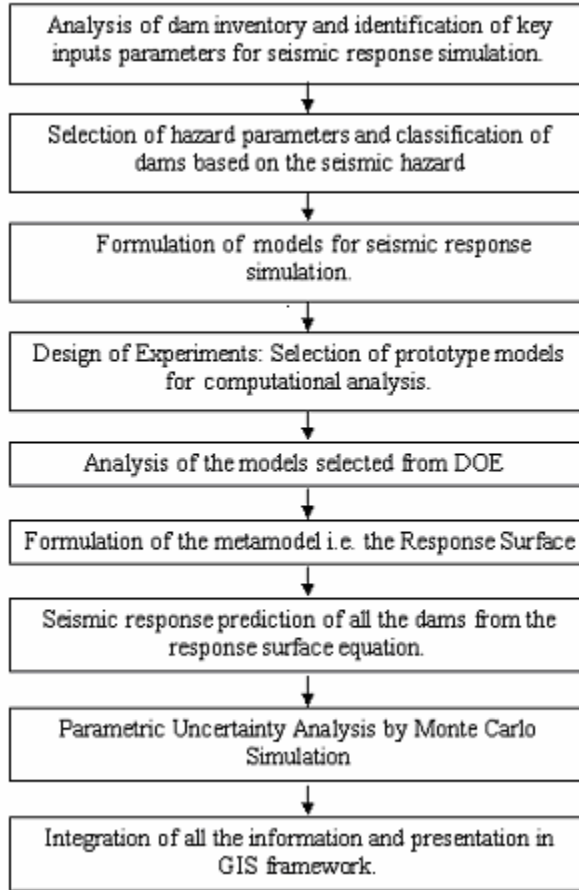 Analysis of dam inventory and identification of key
inputs parameters for seismic response simulation.
Selection of hazard parameters and classification of
dams based on the seismic hazard
Formulation of models for seismic response
simulation.
Design of Experiments: Selection of prototype models
for computational analysis.
Analysis of the models selected from DOE
Formulation of the metamodel i.e. the Response Surface
Seismic response prediction of all the dams from the
response surface equation.
Parametric Uncertainty Analysis by Monte Carlo
Simulation
Integration of all the information and presentation in
GIS framework.